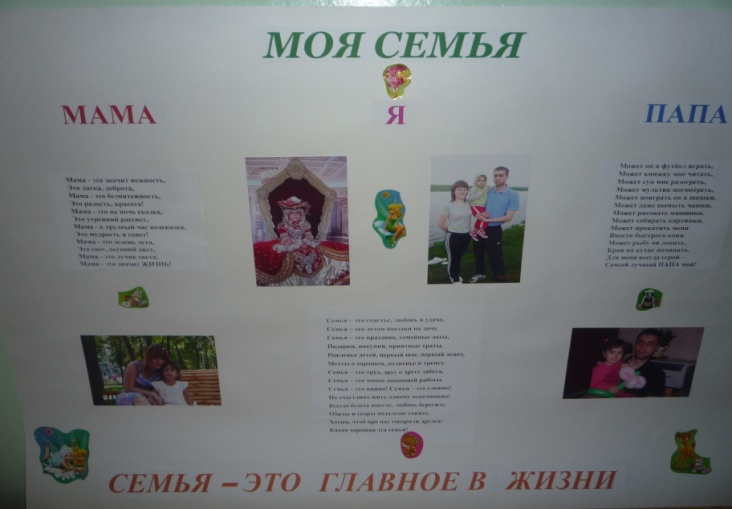 МОЯ СЕМЬЯ
МАМА
Я
ПАПА
Мама - это значит нежность,
Это ласка, доброта,
Мама - это безмятежность,
Это радость, красота!
Мама - это на ночь сказка,
Это утренний рассвет,
Мама - в трудный час подсказка,
Это мудрость и совет!
Мама - это зелень лета,
Это снег, осенний лист,
Мама - это лучик света,
Мама - это значит ЖИЗНЬ!
Может он в футбол играть,
Может книжку мне читать,
Может суп мне разогреть,
Может мультик посмотреть,
Может поиграть он в шашки,
Может даже вымыть чашки,
Может рисовать машинки,
Может собирать картинки,
Может прокатить меня
Вместо быстрого коня.
Может рыбу он ловить,
Кран на кухне починить.
Для меня всегда герой –
Самый лучший ПАПА мой!
Семья – это счастье, любовь и удача,
Семья – это летом поездки на дачу.
Семья – это праздник, семейные даты,
Подарки, покупки, приятные траты.
Рожденье детей, первый шаг, первый лепет,
Мечты о хорошем, волненье и трепет.
Семья – это труд, друг о друге забота,
Семья – это много домашней работы.
Семья – это важно! Семья – это сложно!
Но счастливо жить одному невозможно!
Всегда будьте вместе, любовь берегите,
Обиды и ссоры подальше гоните,
Хотим, чтоб про нас говорили друзья:
Какая хорошая эта семья!
СЕМЬЯ – ЭТО ГЛАВНОЕ В ЖИЗНИ